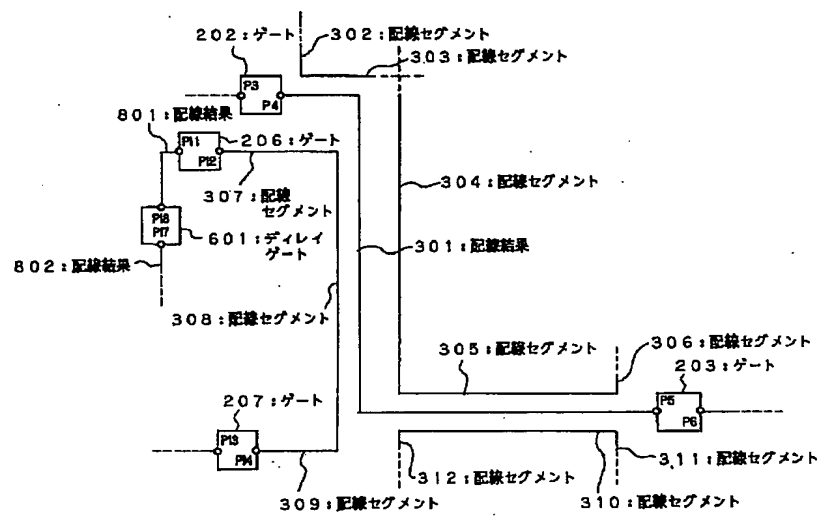 202:ゲート
302:配線セグメント
303:配線セグメント
P3
P4
801:配線結果
P11
P12
206:ゲート
307:配線
セグメント
304:配線セグメント
P18
P17
601:ディレイ
ゲート
301:配線結果
802:配線結果
308:配線セグメント
305:配線セグメント
306:配線セグメント
203:ゲート
P5
P6
207:ゲート
P13
P14
309:配線セグメント
312:配線セグメント
310:配線セグメント
311:配線セグメント